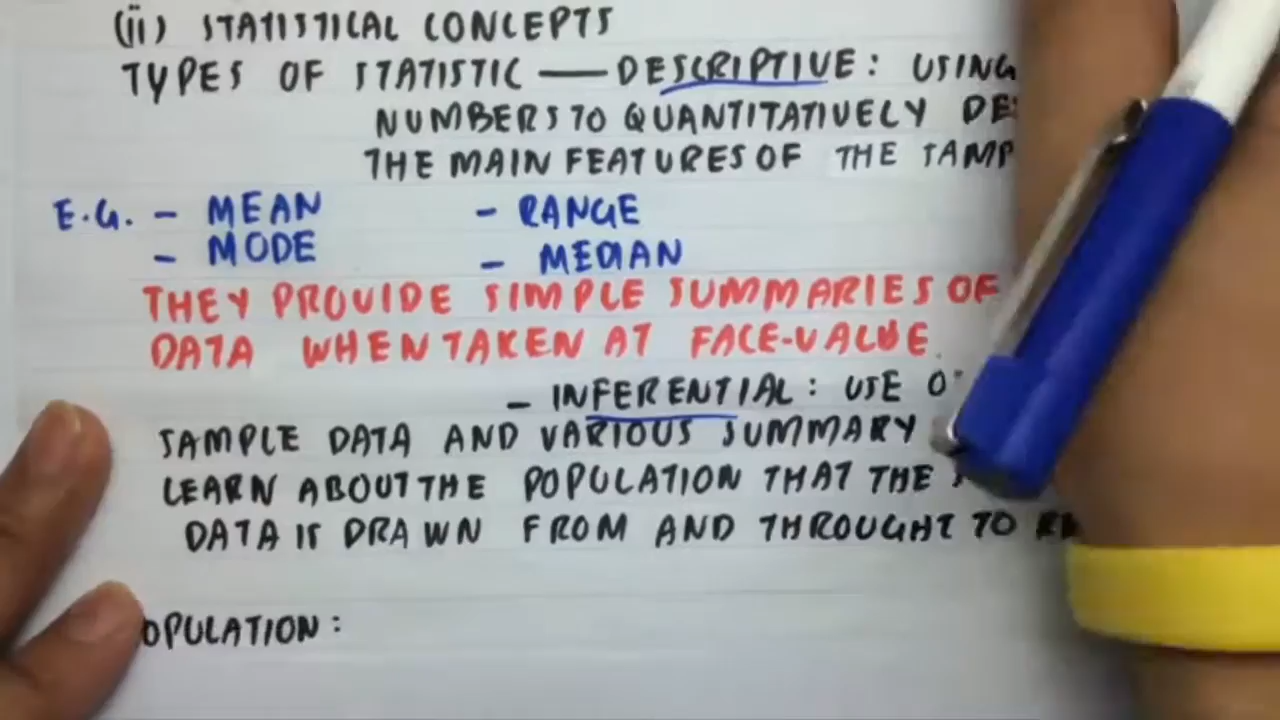 (ii) STATISTICAL CONCEPTS
TYPES OF STATISTIC — DESCRIPTIVE: USING
NUMBERS TO QUANTITATIVELY
THE MAIN FEATURES OF THE
E.G. - MEAN - RANGE
- MODE - MEDIAN
THEY PROVIDE SIMPLE SUMMARIES OF
DATA WHEN TAKEN AT FACE-VALUE.
- INFERENTIAL: USE
SAMPLE DATA AND VARIOUS SUMMARY
LEARN ABOUT THE POPULATION THAT THE
DATA IS DRAWN FROM AND THROUGHT TO
OPULATION: